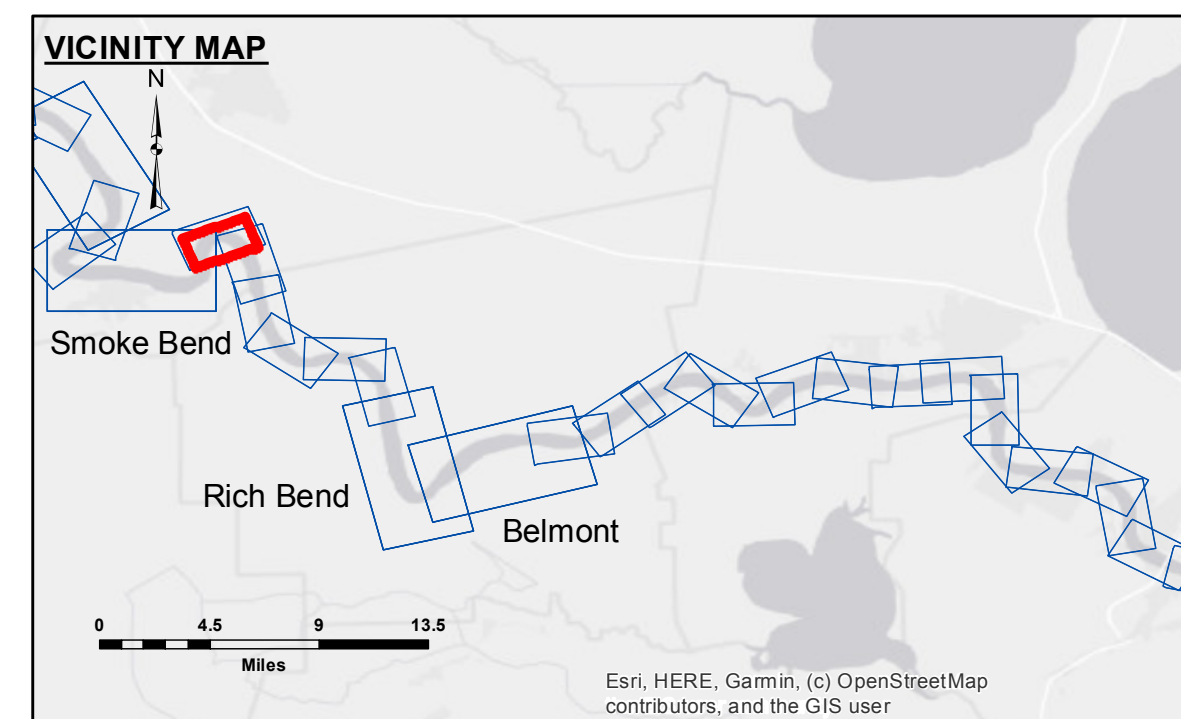 VICINITY MAP
N
Smoke Bend
Rich Bend
Belmont
0 4.5 9 13.5
Miles
Esri, HERE, Garmin, (c) OpenStreetMap
contributors, and the GIS user